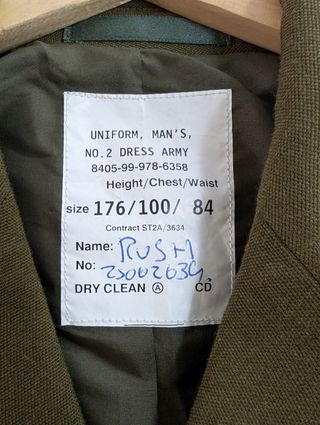 UNIFORM, MAN'S,
NO.2 DRESS ARMY
8405-99-978-6358
Height/Chest/Waist
size 176/100/ 84
Contract ST2A/3634
Name: RUSH
No: 25002039.
DRY CLEAN Ⓐ CD